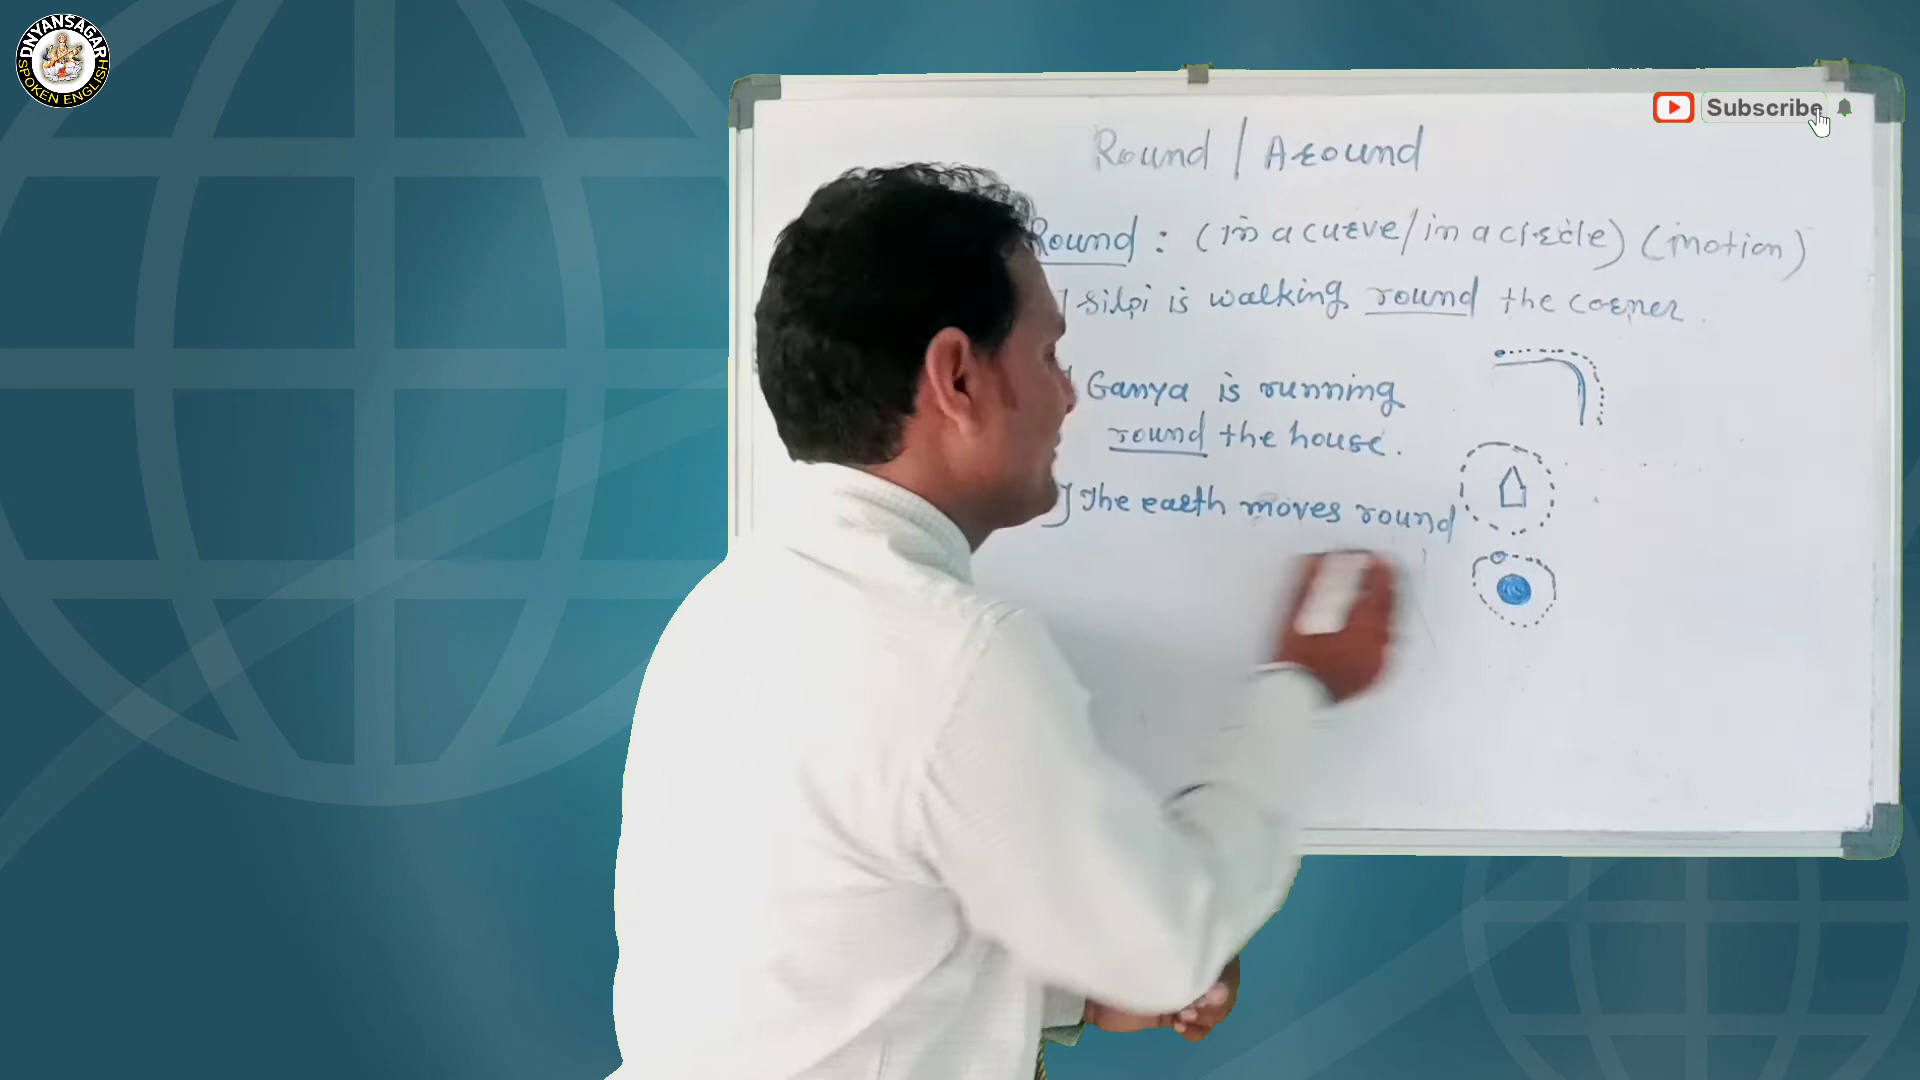 DNYANSAGAR
SPOKEN ENGLISH
Subscribe
Round / Around
Round : (in a curve/in a circle) (motion)
] Silpi is walking round the corner.
] Ganya is running
round the house.
] The earth moves round